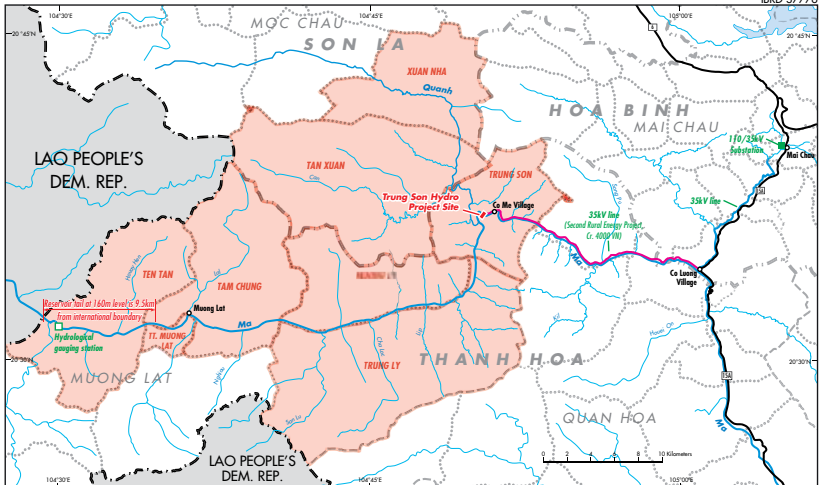 IBRD 37770
104°30'E
104°45'E
105°00'E
20°45'N
20°45'N
MOC CHAU
SON LA
XUAN NHA
Quanh
6
HOA BINH
MAI CHAU
110/35kV
Substation
Mai Chau
LAO PEOPLE'S
DEM. REP.
TAN XUAN
TRUNG SON
Trung Son Hydro
Project Site
Co Me Village
35kV line
(Second Rural Energy Project,
Cr. 4000 VN)
35kV line
Ma
Co Luong
Village
TEN TAN
TAM CHUNG
Reservoir tail at 160m level is 9.5km
from international boundary
Muong Lat
Ma
Hydrological
gauging station
TT. MUONG
LAT
TRUNG LY
THANH HOA
20°30'N
20°30'N
MUONG LAT
15A
QUAN HOA
Ma
LAO PEOPLE'S
DEM. REP.
0 2 4 6 8 10 Kilometers
104°30'E
104°45'E
105°00'E